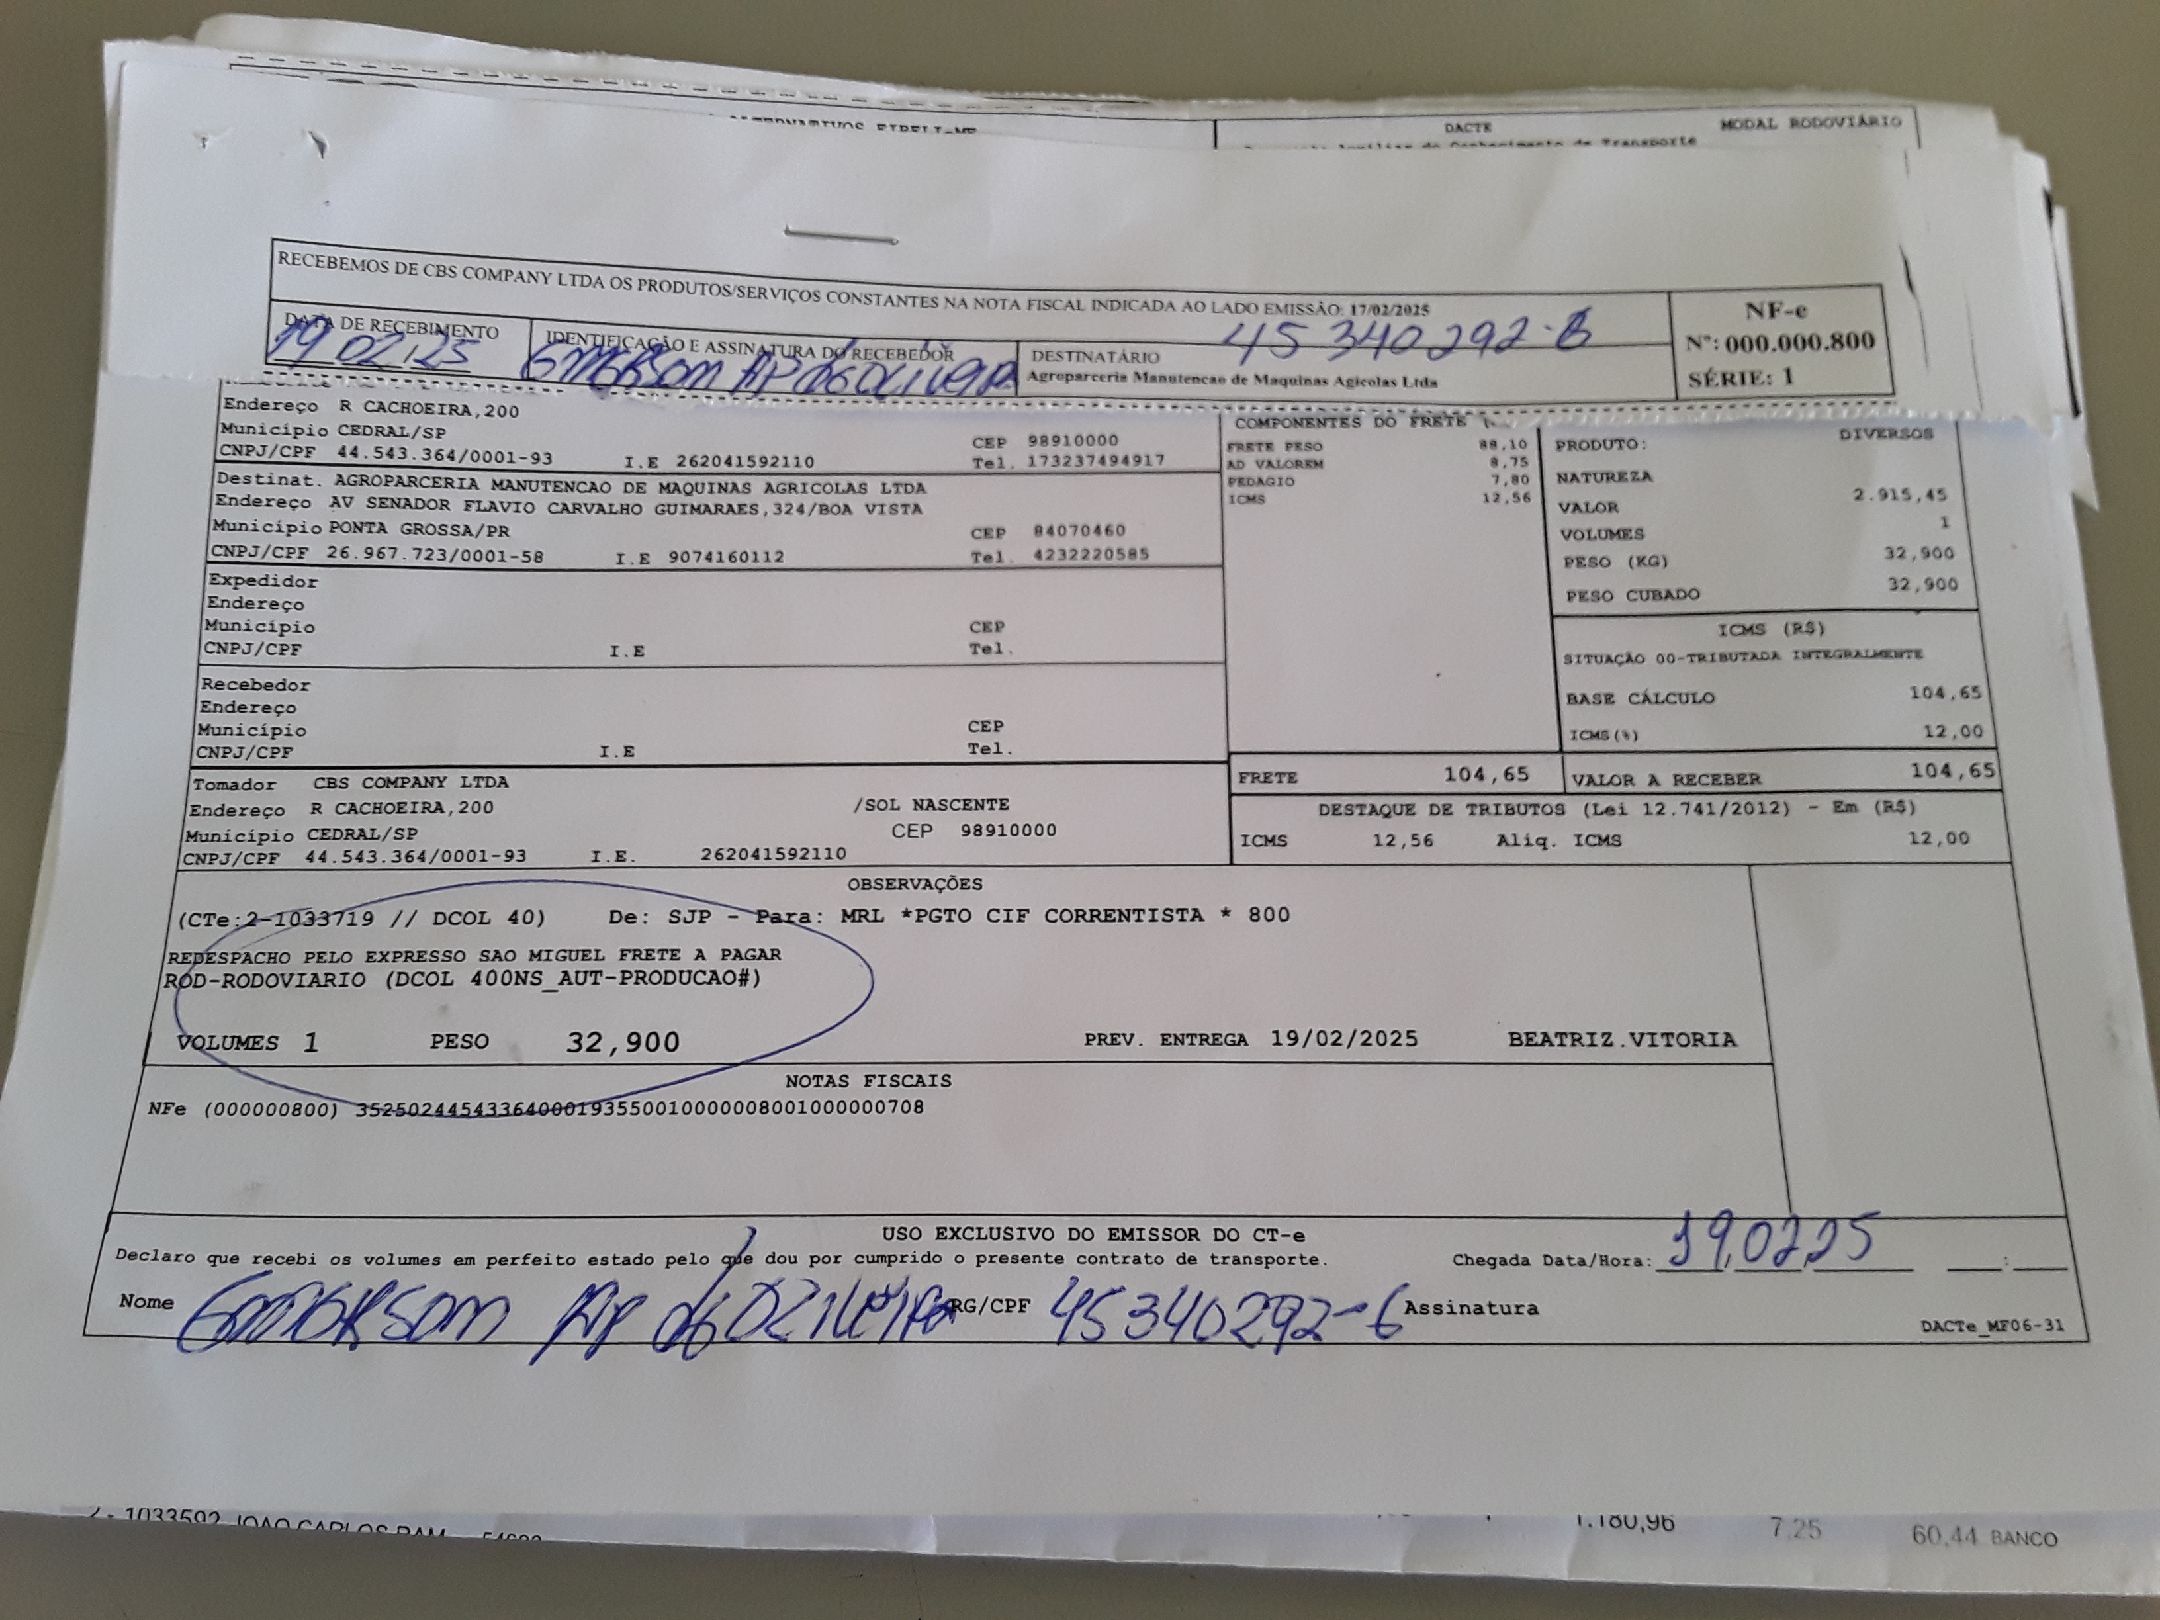 DACTE MODAL RODOVIÁRIO
RECEBEMOS DE CBS COMPANY LTDA OS PRODUTOS/SERVIÇOS CONSTANTES NA NOTA FISCAL INDICADA AO LADO EMISSÃO: 17/02/2025
NF-e
Nº: 000.000.800
SÉRIE: 1
DATA DE RECEBIMENTO
19 02.25
IDENTIFICAÇÃO E ASSINATURA DO RECEBEDOR
EMERSOM AP de OLIVEIRA
45 340292-6
DESTINATÁRIO
Agroparceria Manutencao de Maquinas Agicolas Ltda
Endereço R CACHOEIRA,200
Município CEDRAL/SP CEP 98910000
CNPJ/CPF 44.543.364/0001-93 I.E 262041592110 Tel. 173237494917
Destinat. AGROPARCERIA MANUTENCAO DE MAQUINAS AGRICOLAS LTDA
Endereço AV SENADOR FLAVIO CARVALHO GUIMARAES,324/BOA VISTA
Município PONTA GROSSA/PR CEP 84070460
CNPJ/CPF 26.967.723/0001-58 I.E 9074160112 Tel. 4232220585
Expedidor
Endereço
Município CEP
CNPJ/CPF I.E Tel.
Recebedor
Endereço
Município CEP
CNPJ/CPF I.E Tel.
Tomador CBS COMPANY LTDA
Endereço R CACHOEIRA,200 /SOL NASCENTE
Município CEDRAL/SP CEP 98910000
CNPJ/CPF 44.543.364/0001-93 I.E. 262041592110
COMPONENTES DO FRETE
FRETE PESO 88,10
AD VALOREM 8,75
PEDAGIO 7,80
ICMS 12,56
PRODUTO: DIVERSOS
NATUREZA
VALOR 2.915,45
VOLUMES 1
PESO (KG) 32,900
PESO CUBADO 32,900
ICMS (R$)
SITUAÇÃO 00-TRIBUTADA INTEGRALMENTE
BASE CÁLCULO 104,65
ICMS(%) 12,00
FRETE 104,65 VALOR A RECEBER 104,65
DESTAQUE DE TRIBUTOS (Lei 12.741/2012) - Em (R$)
ICMS 12,56 Aliq. ICMS 12,00
OBSERVAÇÕES
(CTe:2-1033719 // DCOL 40) De: SJP - Para: MRL *PGTO CIF CORRENTISTA * 800
REDESPACHO PELO EXPRESSO SAO MIGUEL FRETE A PAGAR
ROD-RODOVIARIO (DCOL 400NS_AUT-PRODUCAO#)
VOLUMES 1 PESO 32,900 PREV. ENTREGA 19/02/2025 BEATRIZ.VITORIA
NOTAS FISCAIS
NFe (000000800) 35250244543364000193550010000008001000000708
USO EXCLUSIVO DO EMISSOR DO CT-e
Declaro que recebi os volumes em perfeito estado pelo que dou por cumprido o presente contrato de transporte. Chegada Data/Hora: 19,02,25 :
Nome EMERSOM AP de OLIVEIRA RG/CPF 45340292-6 Assinatura
DACTe_MF06-31
1.180,96 7,25 60,44 BANCO